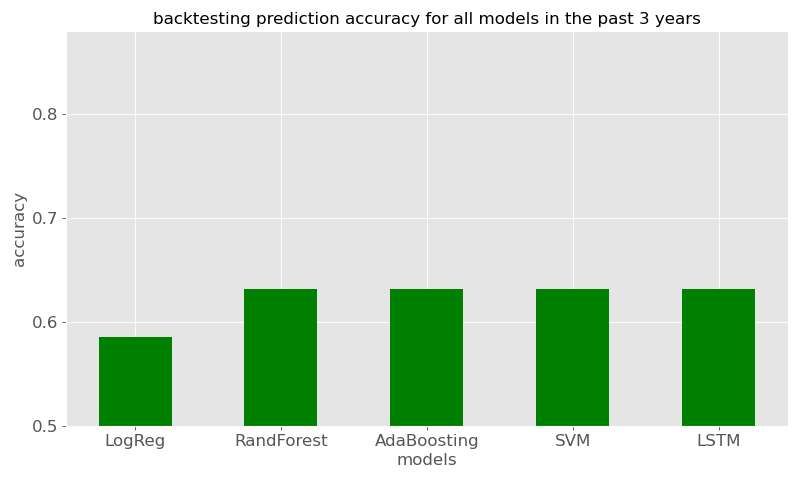 backtesting prediction accuracy for all models in the past 3 years
0.8
0.7
0.6
0.5
accuracy
LogReg RandForest AdaBoosting SVM LSTM
models